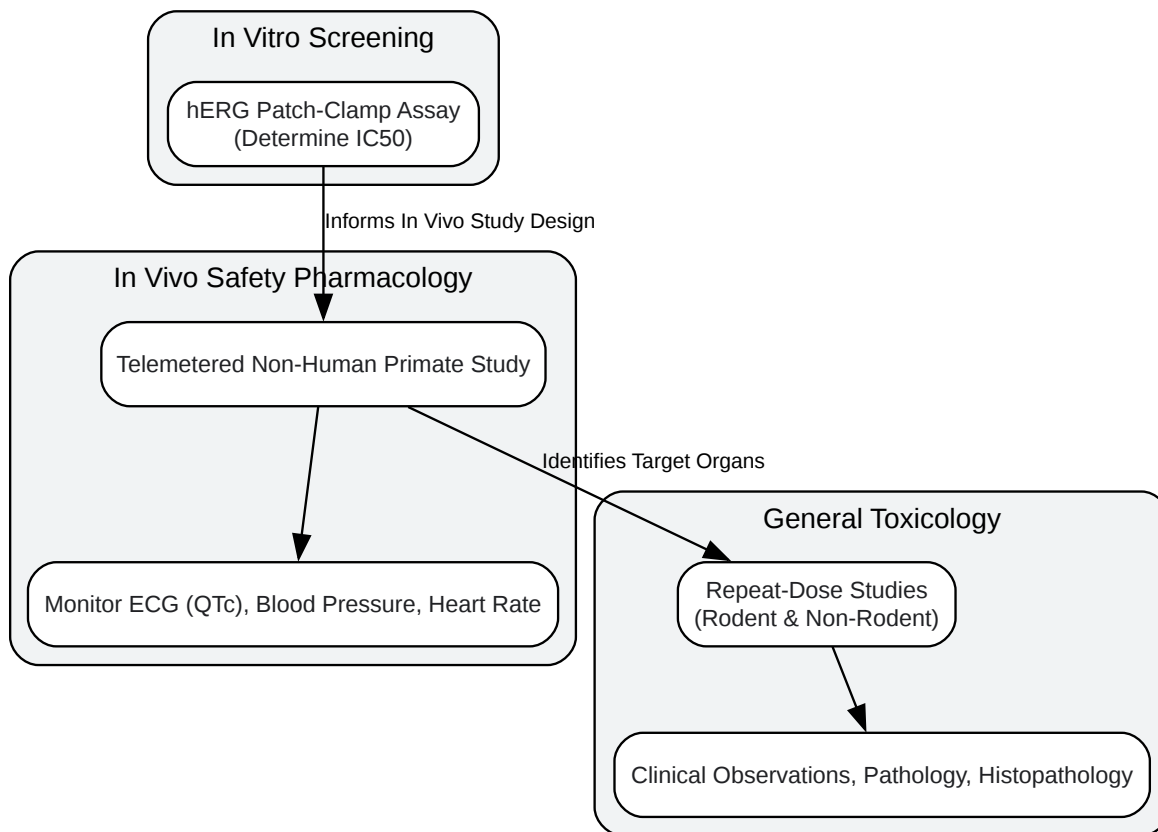 In Vitro Screening
hERG Patch-Clamp Assay
(Determine IC50)
Informs In Vivo Study Design
In Vivo Safety Pharmacology
Telemetered Non-Human Primate Study
Identifies Target Organs
General Toxicology
Monitor ECG (QTc), Blood Pressure, Heart Rate
Repeat-Dose Studies
(Rodent & Non-Rodent)
Clinical Observations, Pathology, Histopathology